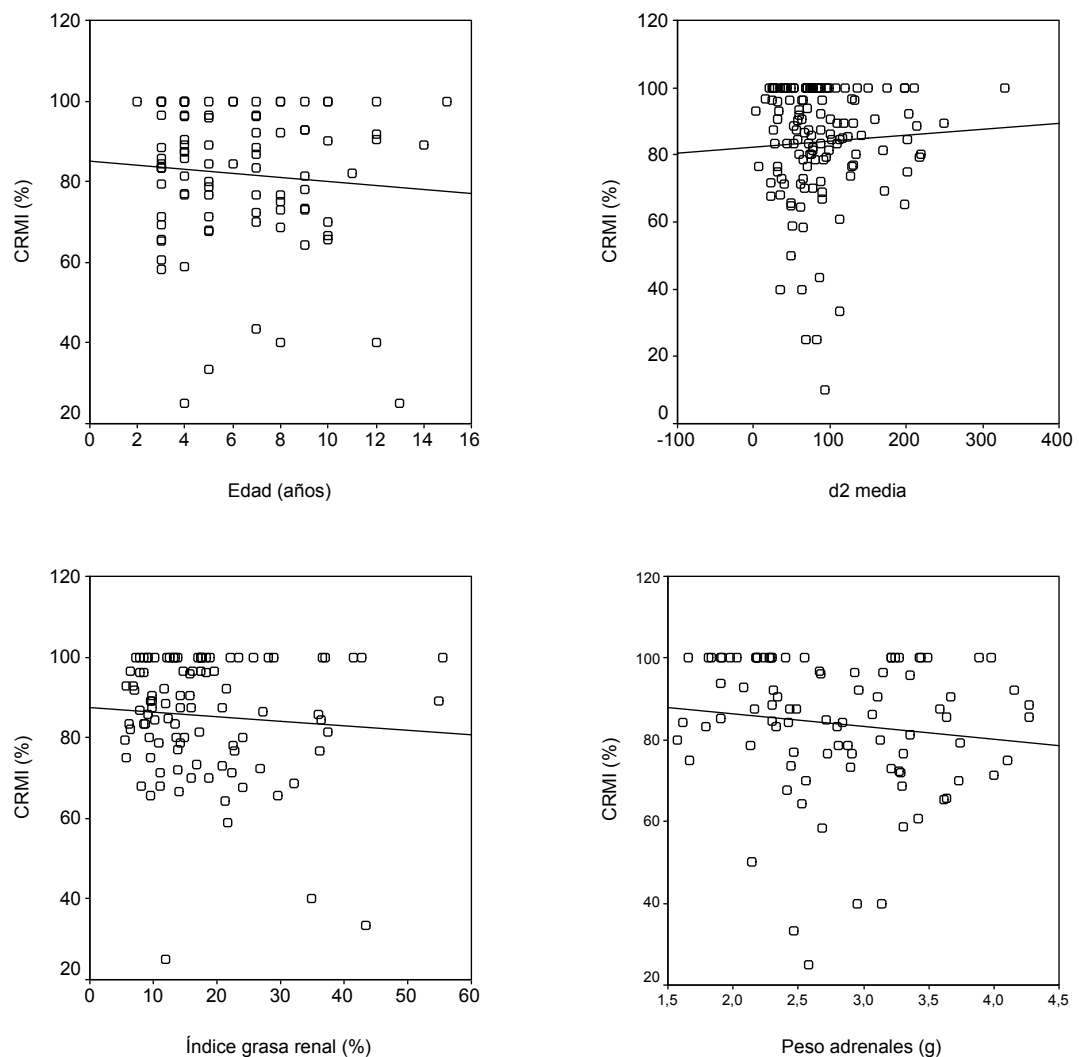 120
100
80
60
40
20
CRMI (%)
0 2 4 6 8 10 12 14 16
Edad (años)
120
100
80
60
40
20
0
CRMI (%)
-100 0 100 200 300 400
d2 media
120
100
80
60
40
20
CRMI (%)
0 10 20 30 40 50 60
Índice grasa renal (%)
120
100
80
60
40
20
CRMI (%)
1,5 2,0 2,5 3,0 3,5 4,0 4,5
Peso adrenales (g)